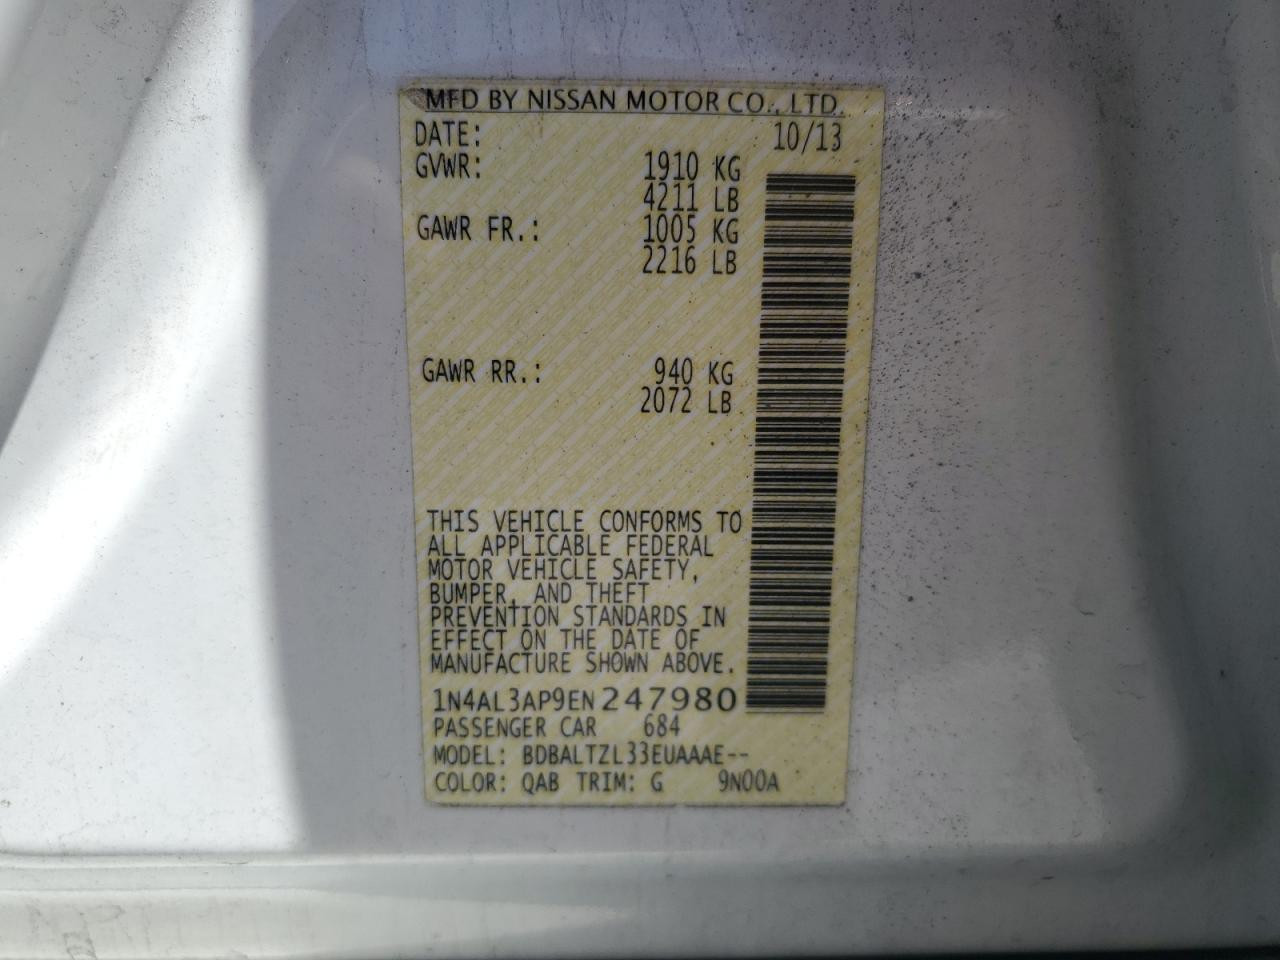 MFD BY NISSAN MOTOR CO., LTD.
DATE: 10/13
GVWR: 1910 KG
4211 LB
GAWR FR.: 1005 KG
2216 LB
GAWR RR.: 940 KG
2072 LB
THIS VEHICLE CONFORMS TO
ALL APPLICABLE FEDERAL
MOTOR VEHICLE SAFETY,
BUMPER, AND THEFT
PREVENTION STANDARDS IN
EFFECT ON THE DATE OF
MANUFACTURE SHOWN ABOVE.
1N4AL3AP9EN247980
PASSENGER CAR 684
MODEL: BDBALTZL33EUAAAE--
COLOR: QAB TRIM: G 9N00A